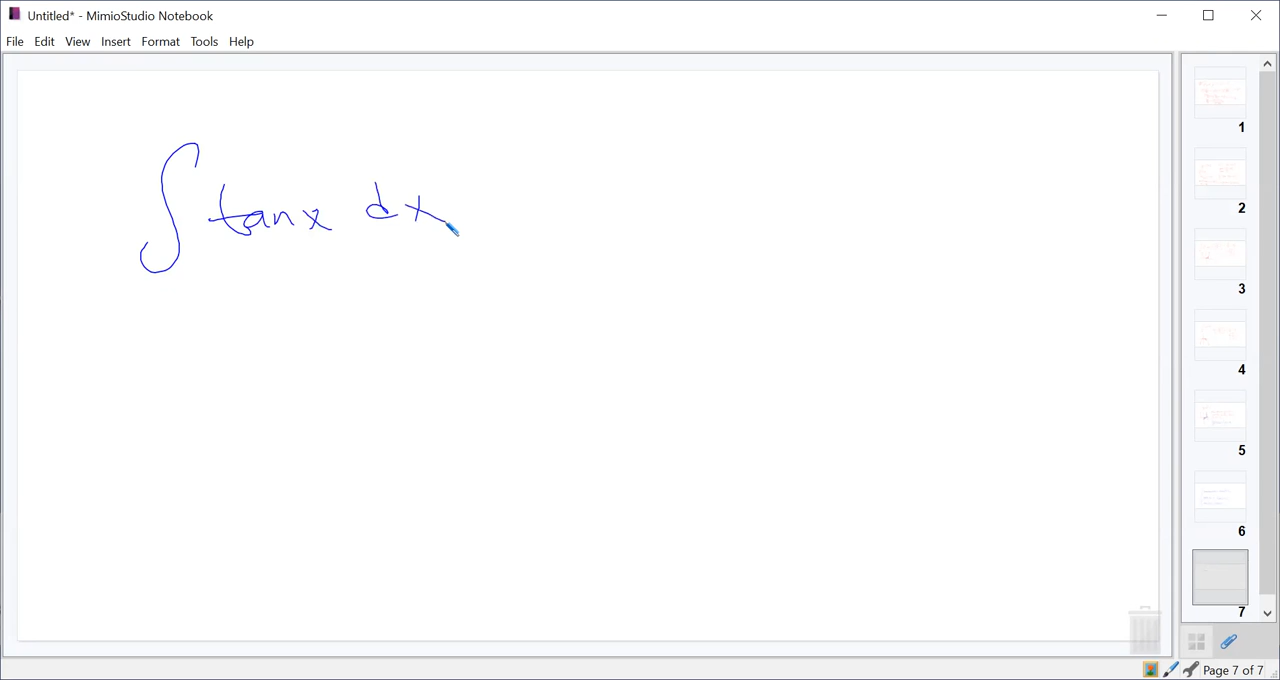 Untitled* - MimioStudio Notebook
File Edit View Insert Format Tools Help
∫ tanx dx
1
2
3
4
5
6
7
Page 7 of 7